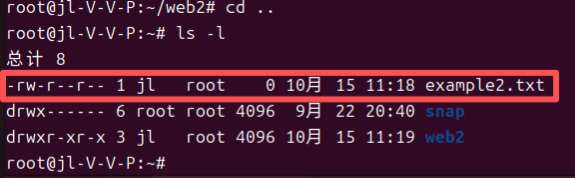 root@jl-V-V-P:~/web2# cd ..
root@jl-V-V-P:~# ls -l
总计 8
-rw-r--r-- 1 jl   root    0 10月 15 11:18 example2.txt
drwx------ 6 root root 4096  9月 22 20:40 snap
drwxr-xr-x 3 jl   root 4096 10月 15 11:19 web2
root@jl-V-V-P:~#